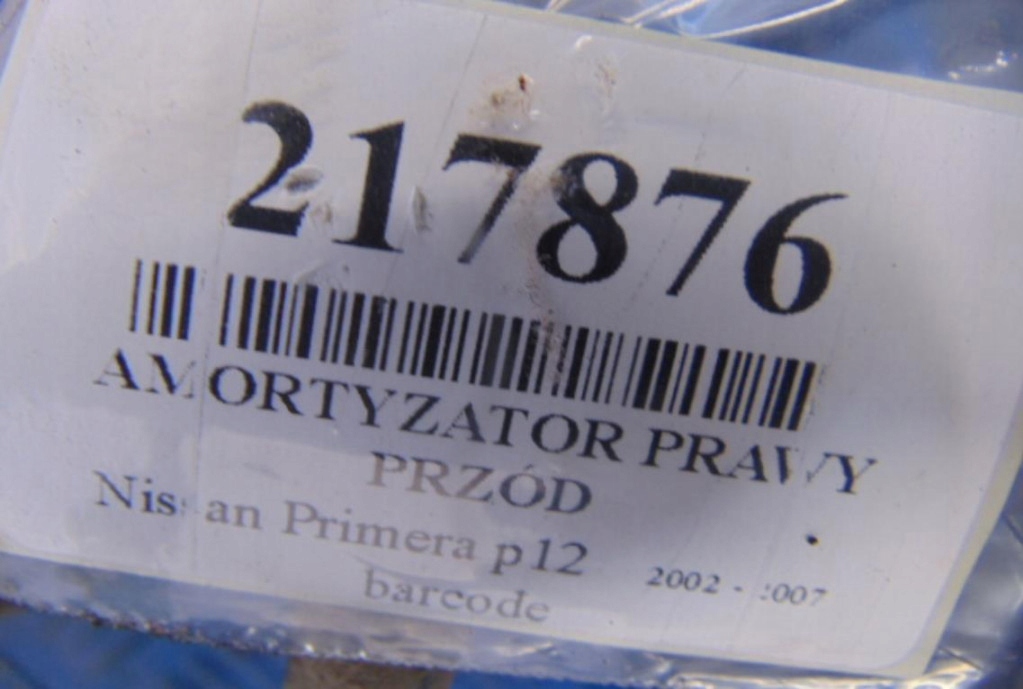 217876
AMORTYZATOR PRAWY
PRZÓD
Nissan Primera p12
2002 - 2007
barcode